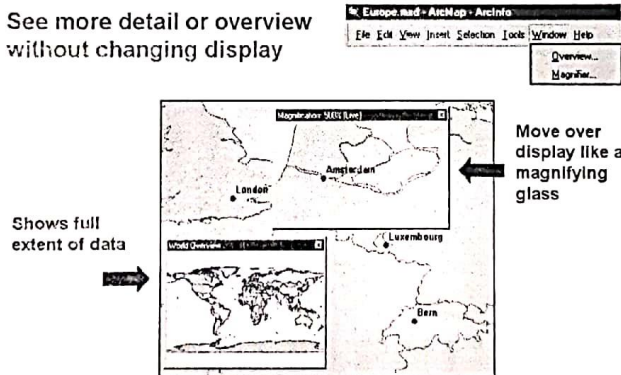 See more detail or overview
without changing display
Europe.mxd - ArcMap - ArcInfo
File Edit View Insert Selection Tools Window Help
Overview...
Magnifier...
Magnification: 500% (Live)
Amsterdam
London
Move over
display like a
magnifying
glass
Shows full
extent of data
World Overview
Luxembourg
Bern